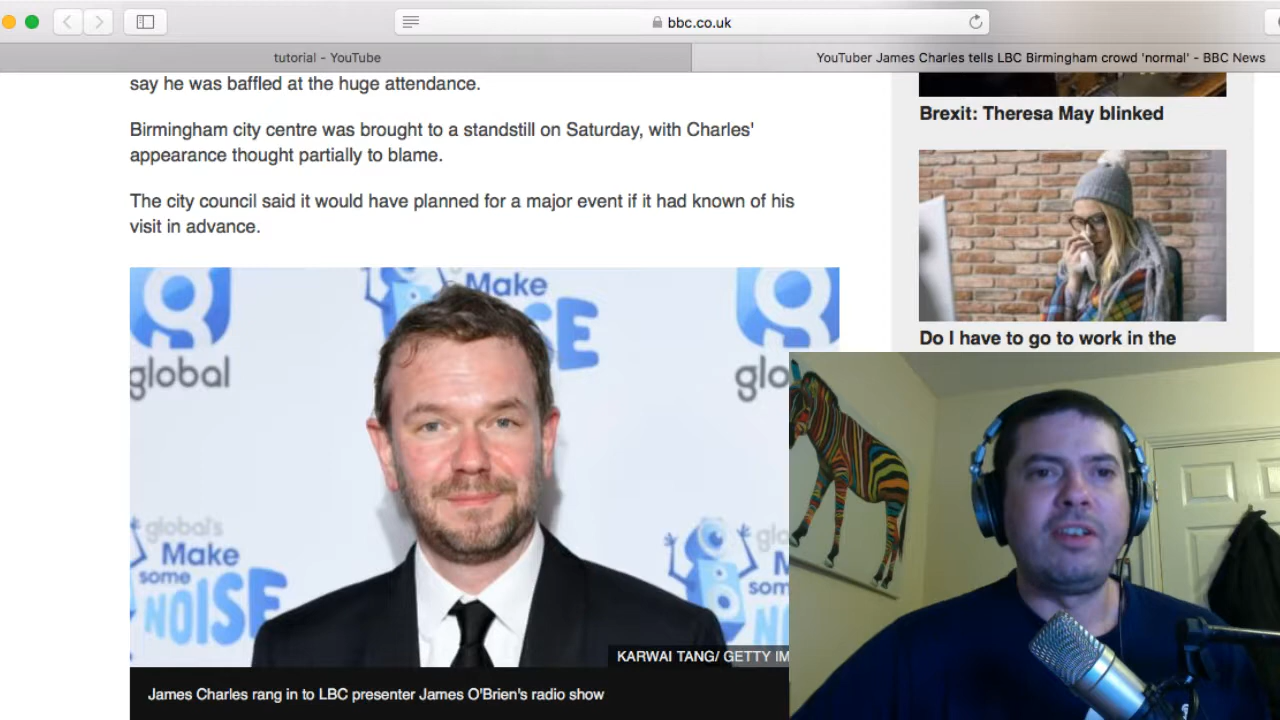 bbc.co.uk
tutorial - YouTube
YouTuber James Charles tells LBC Birmingham crowd 'normal' - BBC News
say he was baffled at the huge attendance.
Birmingham city centre was brought to a standstill on Saturday, with Charles'
appearance thought partially to blame.
The city council said it would have planned for a major event if it had known of his
visit in advance.
Brexit: Theresa May blinked
Do I have to go to work in the
Make
NOISE
global
glo
global's
Make
some
NOISE
som
KARWAI TANG/ GETTY IM
James Charles rang in to LBC presenter James O'Brien's radio show